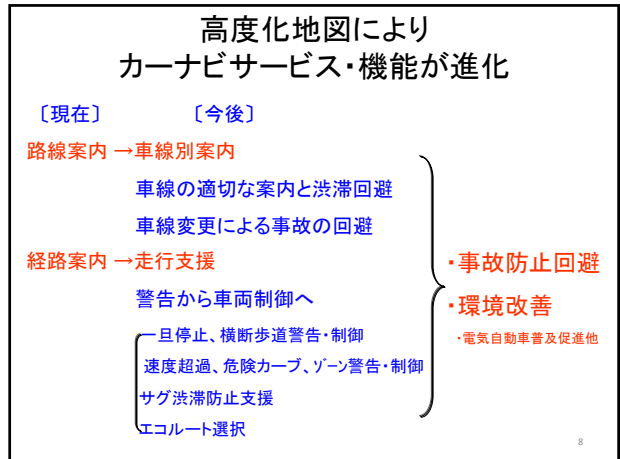 高度化地図により
カーナビサービス・機能が進化
〔現在〕 〔今後〕
路線案内 →車線別案内
車線の適切な案内と渋滞回避
車線変更による事故の回避
経路案内 →走行支援
警告から車両制御へ
一旦停止、横断歩道警告・制御
速度超過、危険カーブ、ゾーン警告・制御
サグ渋滞防止支援
エコルート選択
・事故防止回避
・環境改善
・電気自動車普及促進他
8